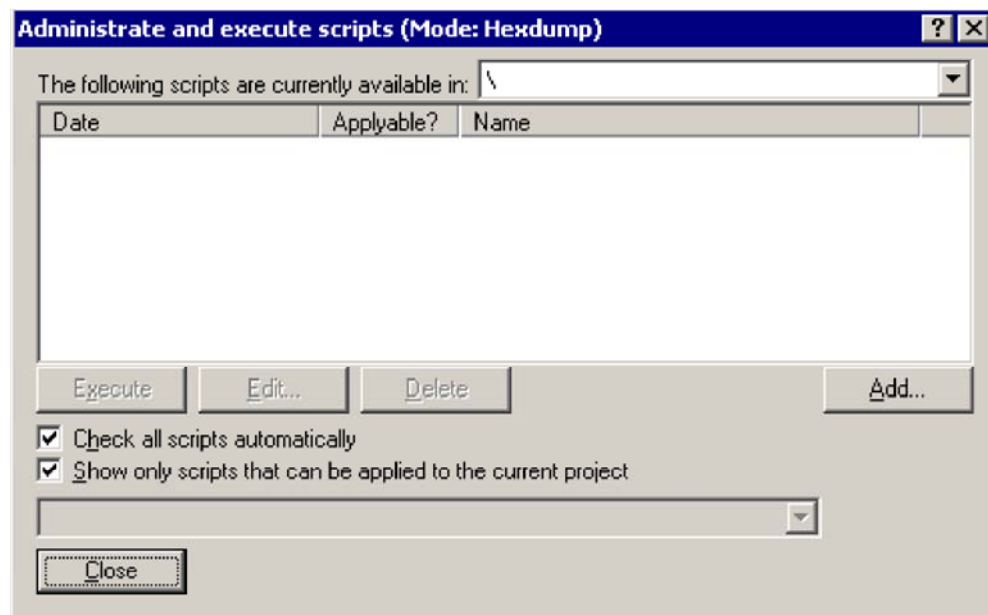 Administrate and execute scripts (Mode: Hexdump)
The following scripts are currently available in: \
Date Applyable? Name
Execute Edit... Delete Add...
Check all scripts automatically
Show only scripts that can be applied to the current project
Close